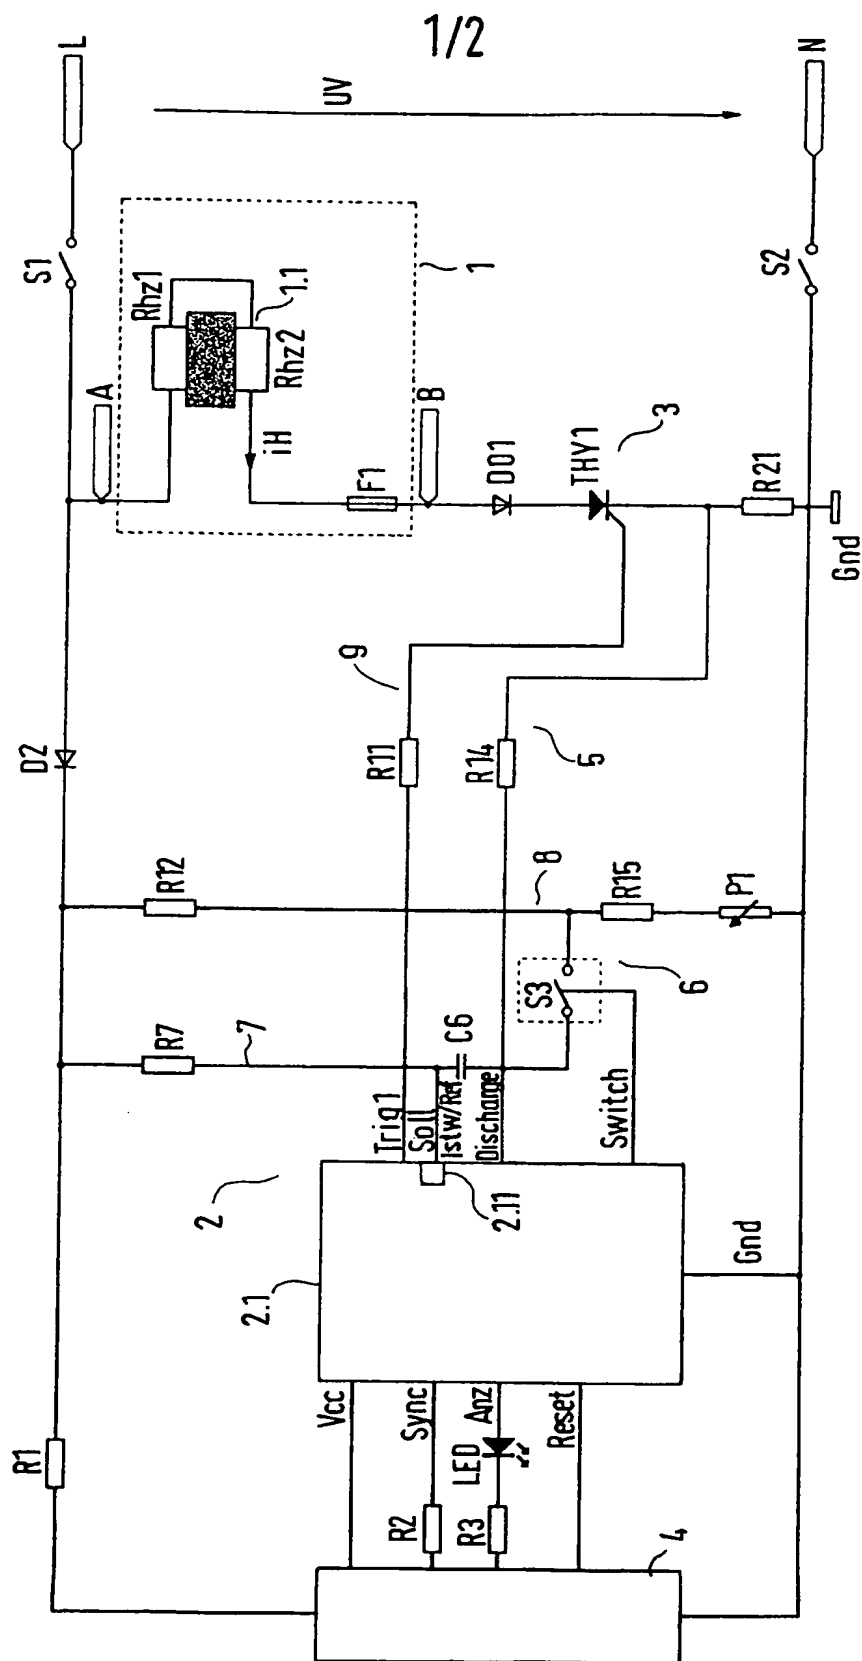 1/2
L
N
UV
S1
S2
Rhz1
Rhz2
1.1
1
A
iH
F1
B
D01
THY1
3
R21
Gnd
D2
9
R11
R14
5
R12
8
R15
P1
R7
7
C6
S3
6
Trig1
Soll
Istw/Ref
Discharge
Switch
2
2.11
2.1
Gnd
Vcc
Sync
Anz
Reset
R1
LED
R2
R3
4